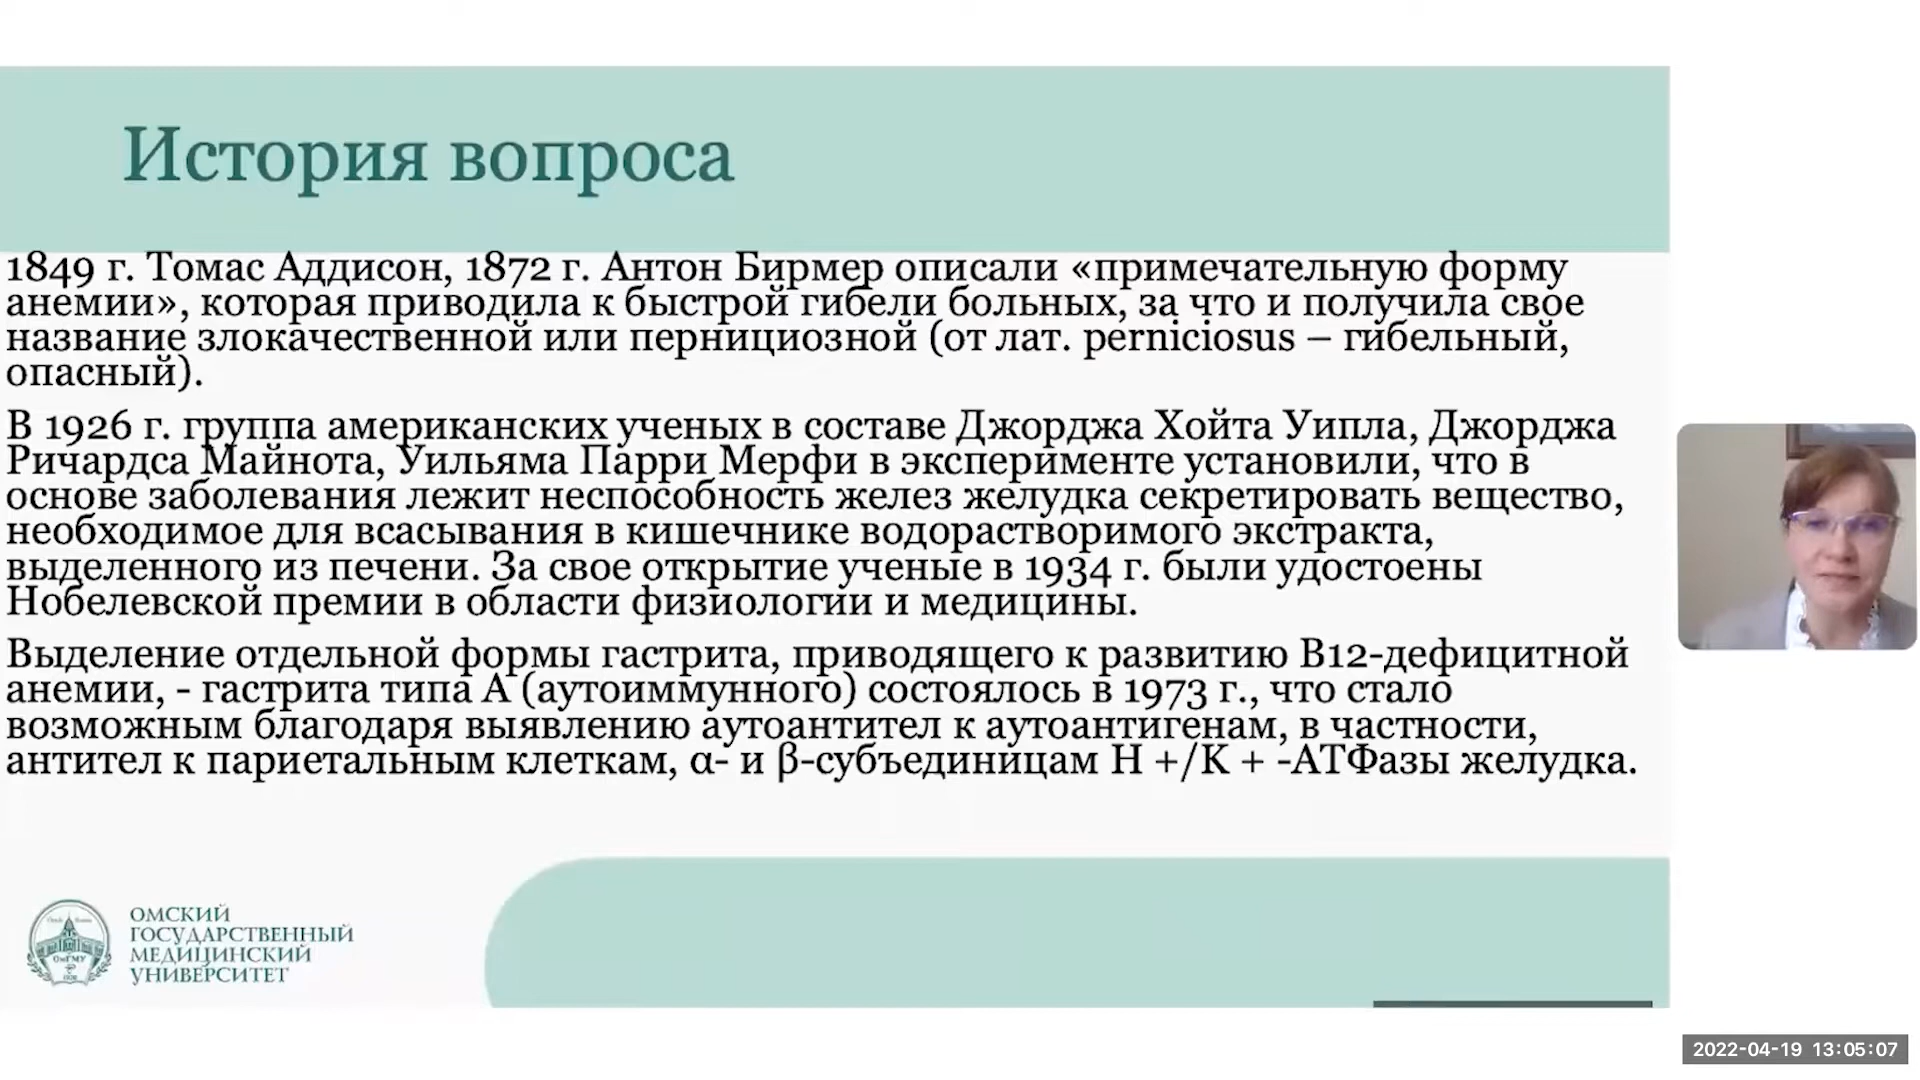 История вопроса
1849 г. Томас Аддисон, 1872 г. Антон Бирмер описали «примечательную форму
анемии», которая приводила к быстрой гибели больных, за что и получила свое
название злокачественной или пернициозной (от лат. perniciosus – гибельный,
опасный).
В 1926 г. группа американских ученых в составе Джорджа Хойта Уипла, Джорджа
Ричардса Майнота, Уильяма Парри Мерфи в эксперименте установили, что в
основе заболевания лежит неспособность желез желудка секретировать вещество,
необходимое для всасывания в кишечнике водорастворимого экстракта,
выделенного из печени. За свое открытие ученые в 1934 г. были удостоены
Нобелевской премии в области физиологии и медицины.
Выделение отдельной формы гастрита, приводящего к развитию В12-дефицитной
анемии, - гастрита типа А (аутоиммунного) состоялось в 1973 г., что стало
возможным благодаря выявлению аутоантител к аутоантигенам, в частности,
антител к париетальным клеткам, α- и β-субъединицам H +/K + -АТФазы желудка.
ОмГМУ
ОМСКИЙ
ГОСУДАРСТВЕННЫЙ
МЕДИЦИНСКИЙ
УНИВЕРСИТЕТ
2022-04-19 13:05:07